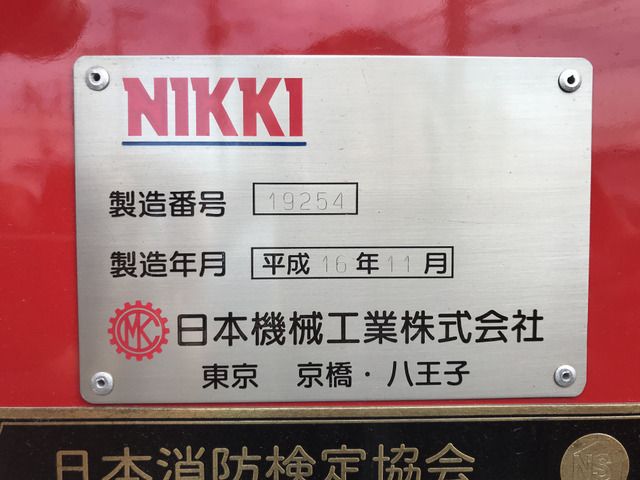 NIKKI
製造番号 19254
製造年月 平成16年11月
MK 日本機械工業株式会社
東京 京橋・八王子
日本消防検定協会 NS